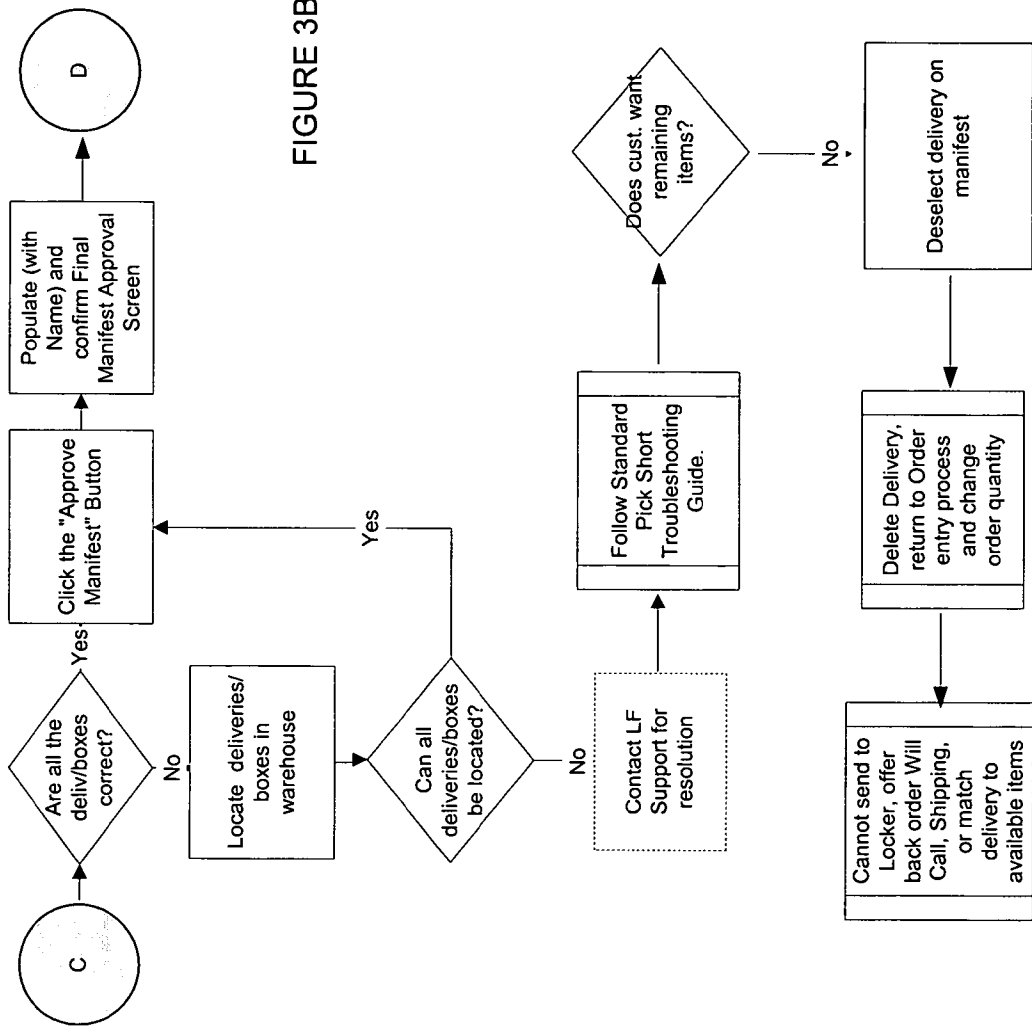 FIGURE 3B
C
Are all the
deliv/boxes
correct?
Yes
Click the "Approve
Manifest" Button
Populate (with
Name) and
confirm Final
Manifest Approval
Screen
D
No
Locate deliveries/
boxes in
warehouse
Can all
deliveries/boxes
be located?
Yes
No
Contact LF
Support for
resolution
Follow Standard
Pick Short
Troubleshooting
Guide.
Does cust. want
remaining
items?
No
Deselect delivery on
manifest
Delete Delivery,
return to Order
entry process
and change
order quantity
Cannot send to
Locker, offer
back order Will
Call, Shipping,
or match
delivery to
available items